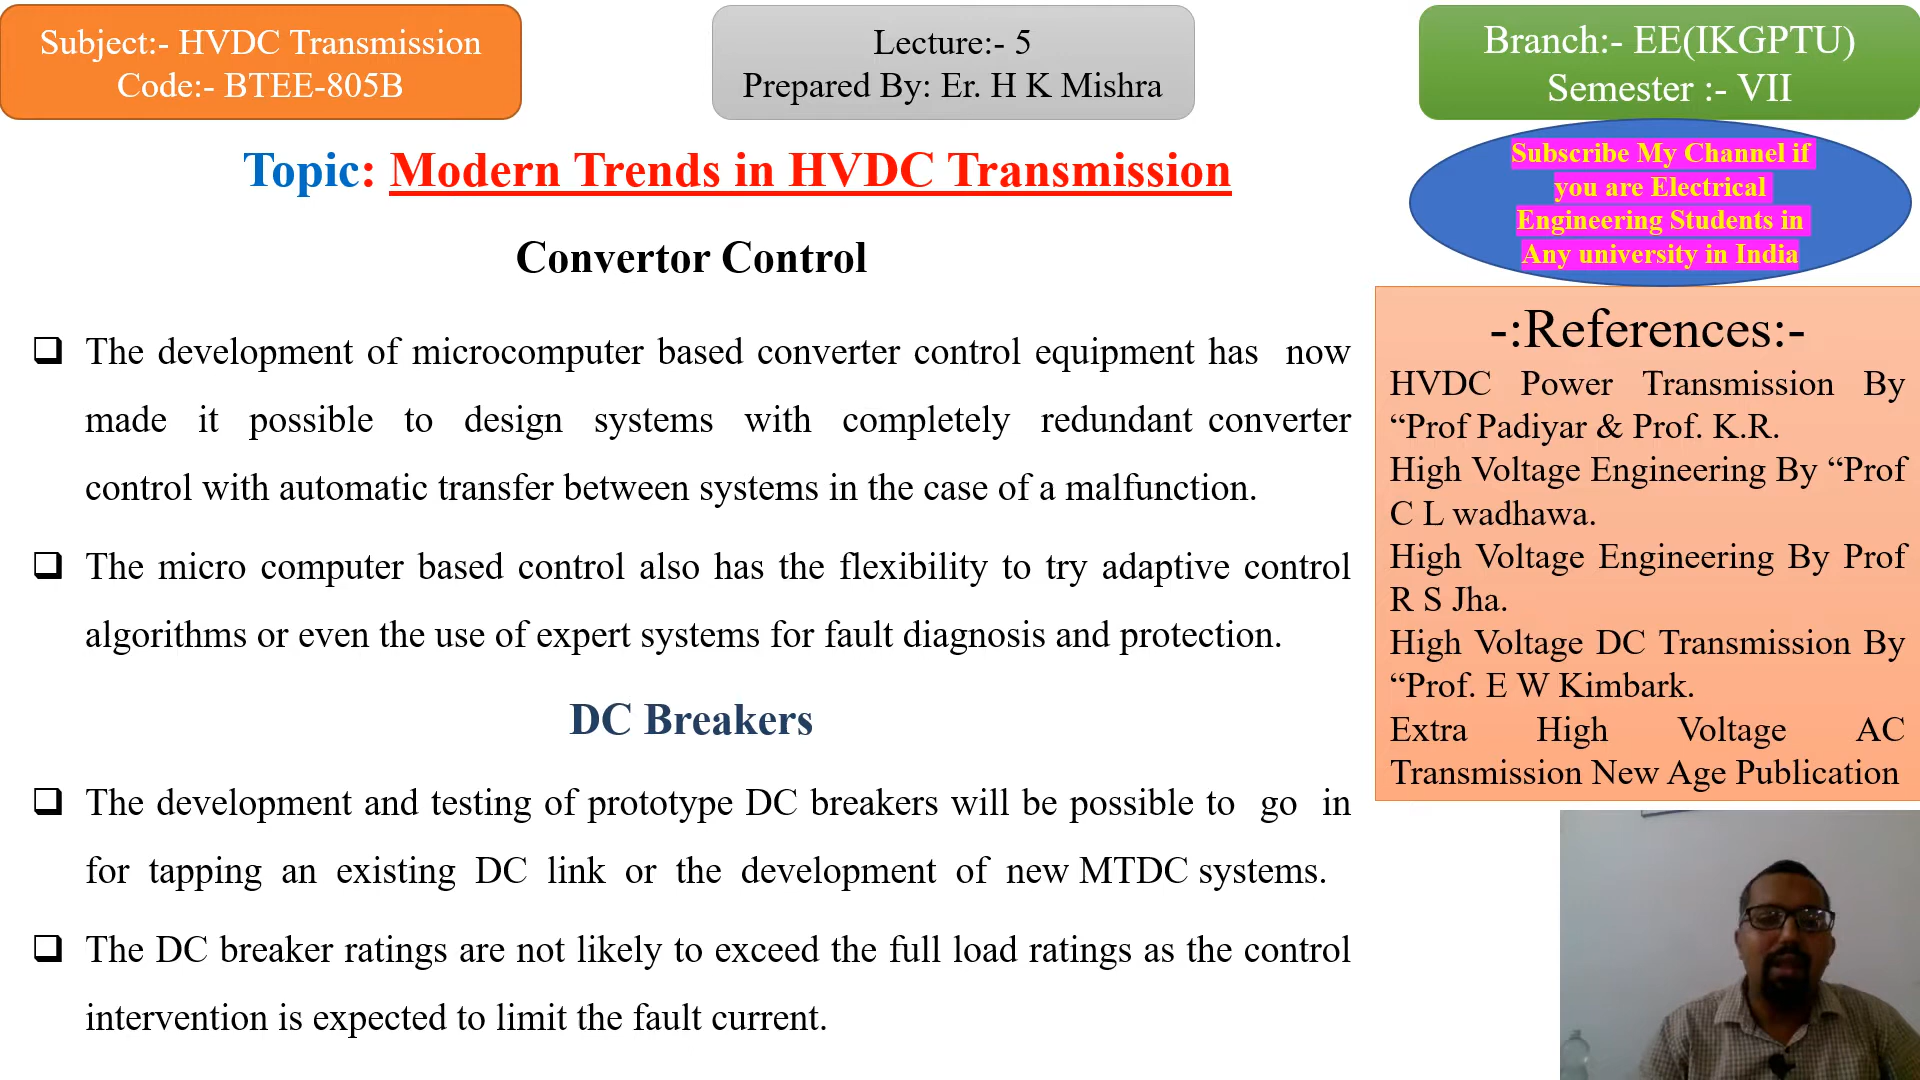 Subject:- HVDC Transmission
Code:- BTEE-805B
Lecture:- 5
Prepared By: Er. H K Mishra
Branch:- EE(IKGPTU)
Semester :- VII
Subscribe My Channel if
you are Electrical
Engineering Students in
Any university in India
Topic: Modern Trends in HVDC Transmission
Convertor Control
The development of microcomputer based converter control equipment has now
made it possible to design systems with completely redundant converter
control with automatic transfer between systems in the case of a malfunction.
The micro computer based control also has the flexibility to try adaptive control
algorithms or even the use of expert systems for fault diagnosis and protection.
DC Breakers
The development and testing of prototype DC breakers will be possible to go in
for tapping an existing DC link or the development of new MTDC systems.
The DC breaker ratings are not likely to exceed the full load ratings as the control
intervention is expected to limit the fault current.
-:References:-
HVDC Power Transmission By
“Prof Padiyar & Prof. K.R.
High Voltage Engineering By “Prof
C L wadhawa.
High Voltage Engineering By Prof
R S Jha.
High Voltage DC Transmission By
“Prof. E W Kimbark.
Extra High Voltage AC
Transmission New Age Publication